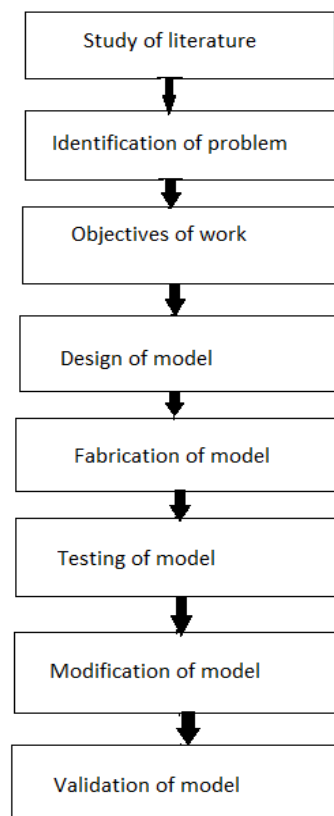 Study of literature
Identification of problem
Objectives of work
Design of model
Fabrication of model
Testing of model
Modification of model
Validation of model